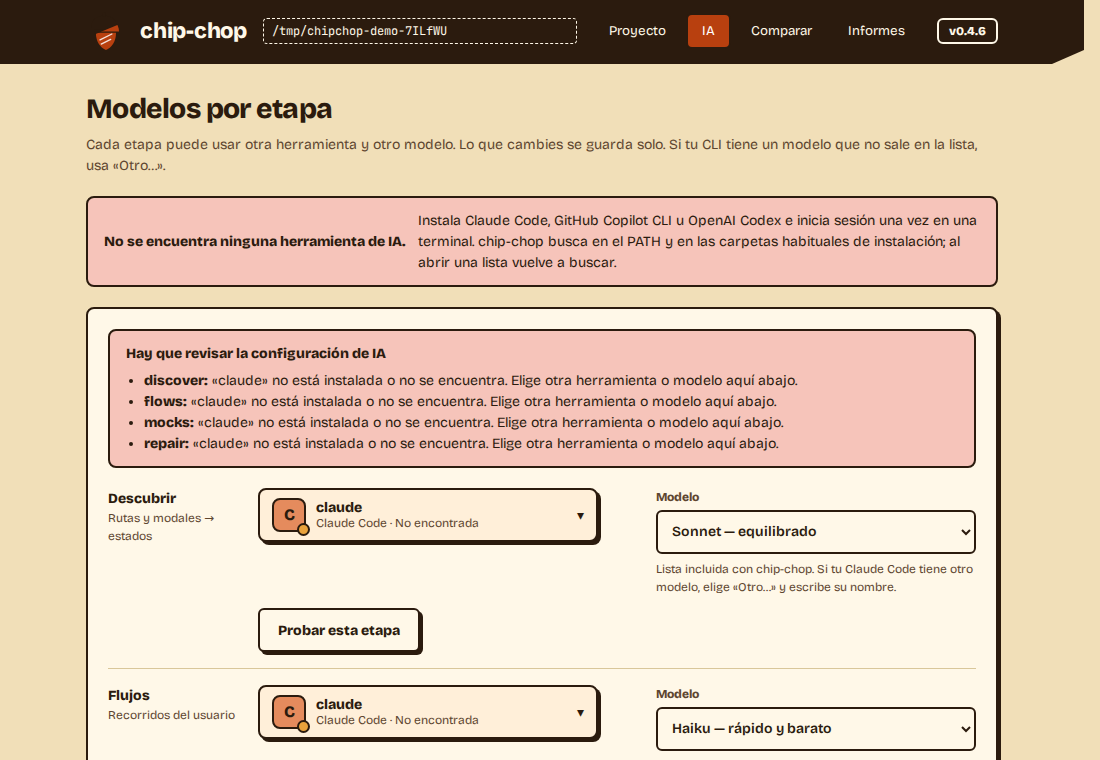 chip-chop
/tmp/chipchop-demo-7ILfWU
Proyecto
IA
Comparar
Informes
v0.4.6
Modelos por etapa
Cada etapa puede usar otra herramienta y otro modelo. Lo que cambies se guarda solo. Si tu CLI tiene un modelo que no sale en la lista,
usa «Otro…».
No se encuentra ninguna herramienta de IA.
Instala Claude Code, GitHub Copilot CLI u OpenAI Codex e inicia sesión una vez en una
terminal. chip-chop busca en el PATH y en las carpetas habituales de instalación; al
abrir una lista vuelve a buscar.
Hay que revisar la configuración de IA
• discover: «claude» no está instalada o no se encuentra. Elige otra herramienta o modelo aquí abajo.
• flows: «claude» no está instalada o no se encuentra. Elige otra herramienta o modelo aquí abajo.
• mocks: «claude» no está instalada o no se encuentra. Elige otra herramienta o modelo aquí abajo.
• repair: «claude» no está instalada o no se encuentra. Elige otra herramienta o modelo aquí abajo.
Descubrir
Rutas y modales →
estados
C
claude
Claude Code · No encontrada
▾
Modelo
Sonnet — equilibrado
Lista incluida con chip-chop. Si tu Claude Code tiene otro
modelo, elige «Otro…» y escribe su nombre.
Probar esta etapa
Flujos
Recorridos del usuario
C
claude
Claude Code · No encontrada
▾
Modelo
Haiku — rápido y barato